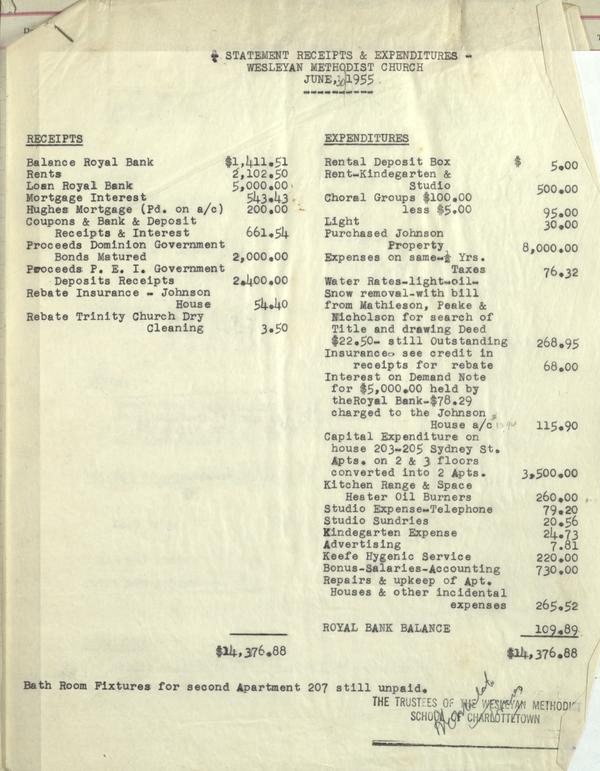 STATEMENT RECEIPTS & EXPENDITURES -
WESLEYAN METHODIST CHURCH
JUNE, 1955
RECEIPTS
Balance Royal Bank $1,411.51
Rents 2,102.50
Loan Royal Bank 5,000.00
Mortgage Interest 543.43
Hughes Mortgage (Pd. on a/c) 200.00
Coupons & Bank & Deposit
Receipts & Interest 661.54
Proceeds Dominion Government
Bonds Matured 2,000.00
Proceeds P. E. I. Government
Deposits Receipts 2,400.00
Rebate Insurance - Johnson
House 54.40
Rebate Trinity Church Dry
Cleaning 3.50
$14,376.88
EXPENDITURES
Rental Deposit Box $ 5.00
Rent-Kindegarten &
Studio 500.00
Choral Groups $100.00
less $5.00 95.00
Light 30.00
Purchased Johnson
Property 8,000.00
Expenses on same-½ Yrs.
Taxes 76.32
Water Rates-light-oil-
Snow removal-with bill
from Mathieson, Peake &
Nicholson for search of
Title and drawing Deed
$22.50- still Outstanding 268.95
Insurance- see credit in
receipts for rebate 68.00
Interest on Demand Note
for $5,000.00 held by
theRoyal Bank-$78.29
charged to the Johnson
House a/c 115.90
Capital Expenditure on
house 203-205 Sydney St.
Apts. on 2 & 3 floors
converted into 2 Apts. 3,500.00
Kitchen Range & Space
Heater Oil Burners 260.00
Studio Expense-Telephone 79.20
Studio Sundries 20.56
Kindegarten Expense 24.73
Advertising 7.81
Keefe Hygenic Service 220.00
Bonus-Salaries-Accounting 730.00
Repairs & upkeep of Apt.
Houses & other incidental
expenses 265.52
ROYAL BANK BALANCE 109.89
$14,376.88
Bath Room Fixtures for second Apartment 207 still unpaid.
THE TRUSTEES OF THE WESLEYAN METHODIST
SCHOOL OF CHARLOTTETOWN